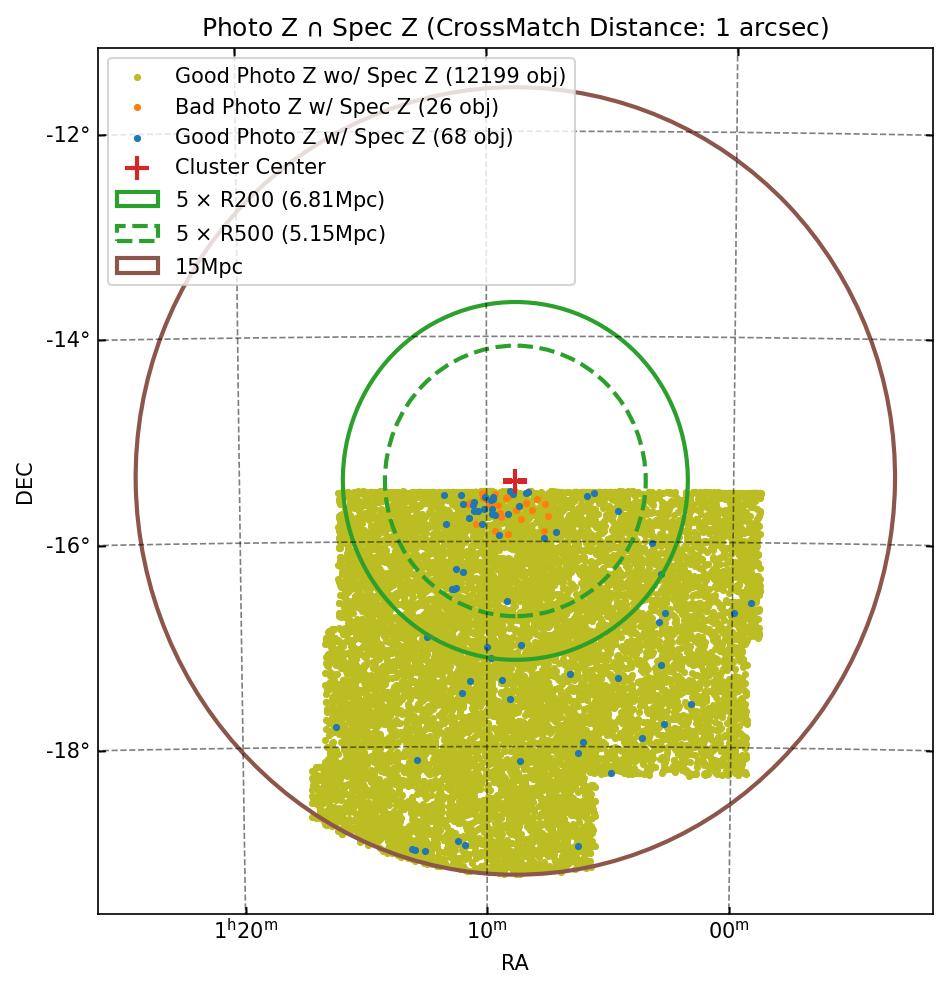 Photo Z ∩ Spec Z (CrossMatch Distance: 1 arcsec)
Good Photo Z wo/ Spec Z (12199 obj)
Bad Photo Z w/ Spec Z (26 obj)
Good Photo Z w/ Spec Z (68 obj)
Cluster Center
5 × R200 (6.81Mpc)
5 × R500 (5.15Mpc)
15Mpc
-12°
-14°
-16°
-18°
DEC
1ʰ20ᵐ 10ᵐ 00ᵐ
RA